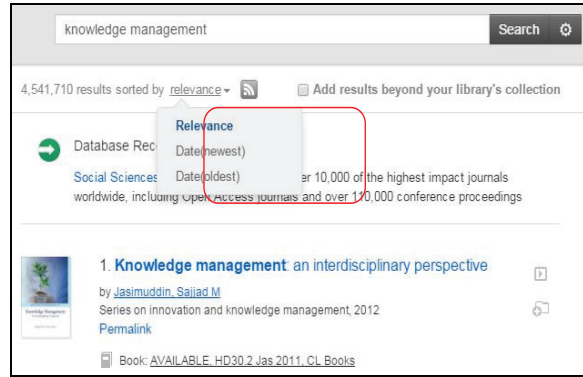 knowledge management
Search
4,541,710 results sorted by relevance
Add results beyond your library's collection
Relevance
Date(newest)
Date(oldest)
Database Rec
Social Sciences er 10,000 of the highest impact journals
worldwide, including Open Access journals and over 110,000 conference proceedings
1. Knowledge management: an interdisciplinary perspective
by Jasimuddin, Sajjad M
Series on innovation and knowledge management, 2012
Permalink
Book: AVAILABLE, HD30.2 Jas 2011, CL Books